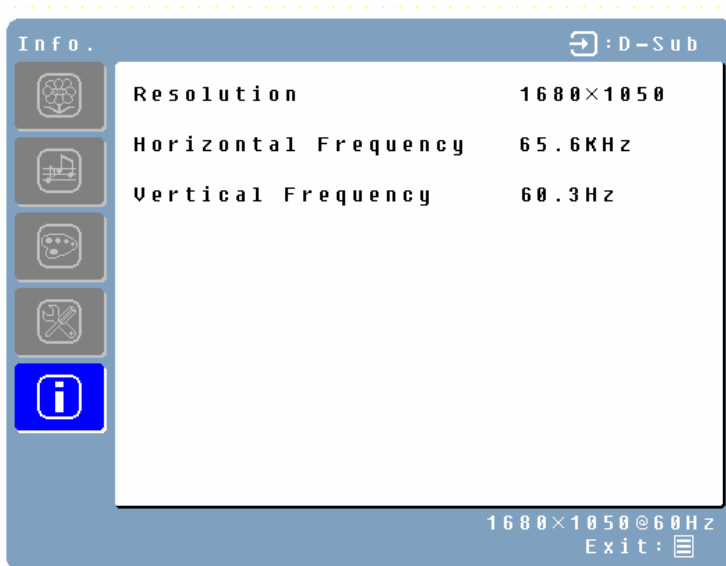 Info. :D-Sub
Resolution 1680×1050
Horizontal Frequency 65.6KHz
Vertical Frequency 60.3Hz
i
1680×1050@60Hz
Exit: